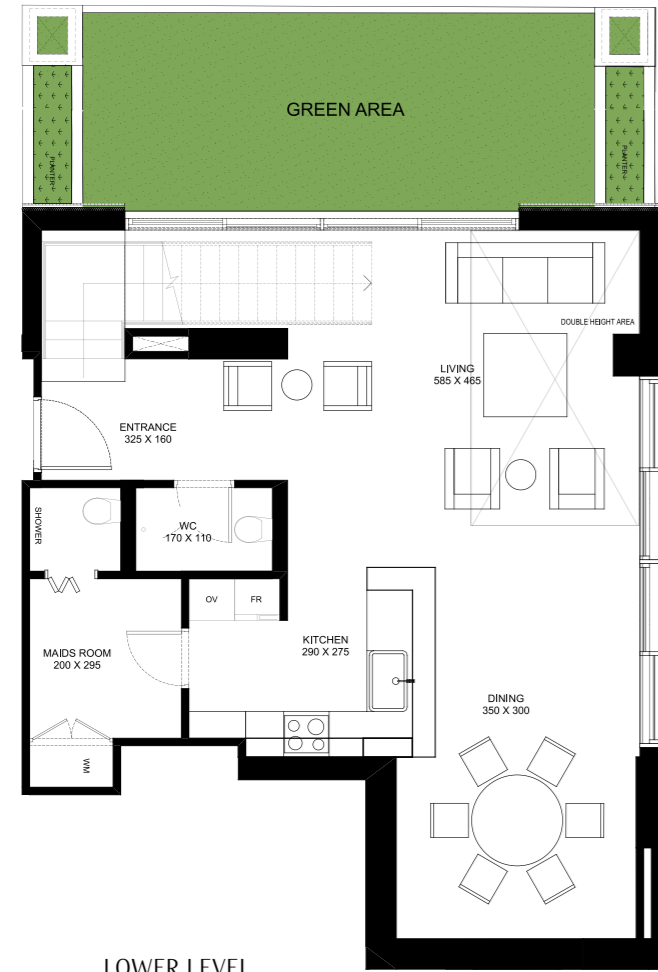 GREEN AREA
PLANTER
PLANTER
DOUBLE HEIGHT AREA
LIVING
585 X 465
ENTRANCE
325 X 160
SHOWER
WC
170 X 110
OV
FR
KITCHEN
290 X 275
MAIDS ROOM
200 X 295
DINING
350 X 300
WM
LOWER LEVEL